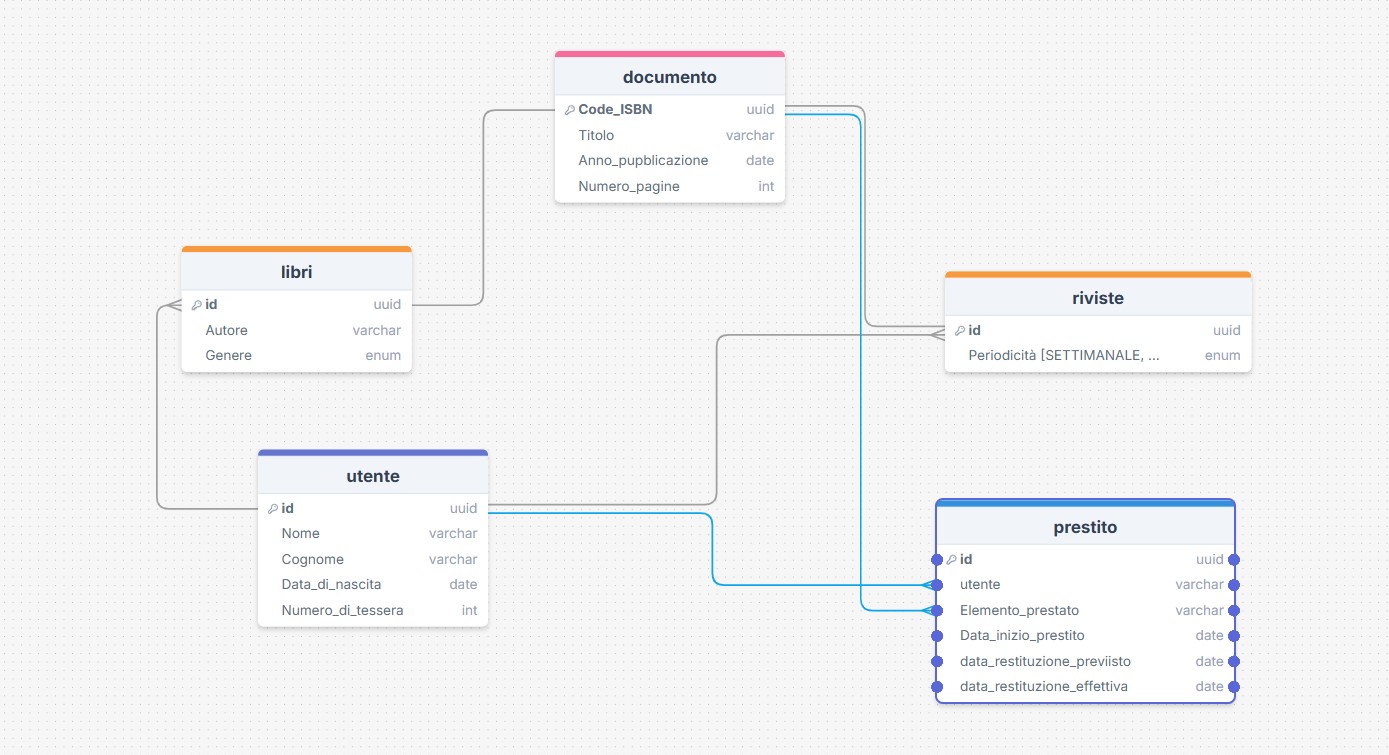 documento
Code_ISBN uuid
Titolo varchar
Anno_pupblicazione date
Numero_pagine int
libri
id uuid
Autore varchar
Genere enum
riviste
id uuid
Periodicità [SETTIMANALE, ... enum
utente
id uuid
Nome varchar
Cognome varchar
Data_di_nascita date
Numero_di_tessera int
prestito
id uuid
utente varchar
Elemento_prestato varchar
Data_inizio_prestito date
data_restituzione_previisto date
data_restituzione_effettiva date